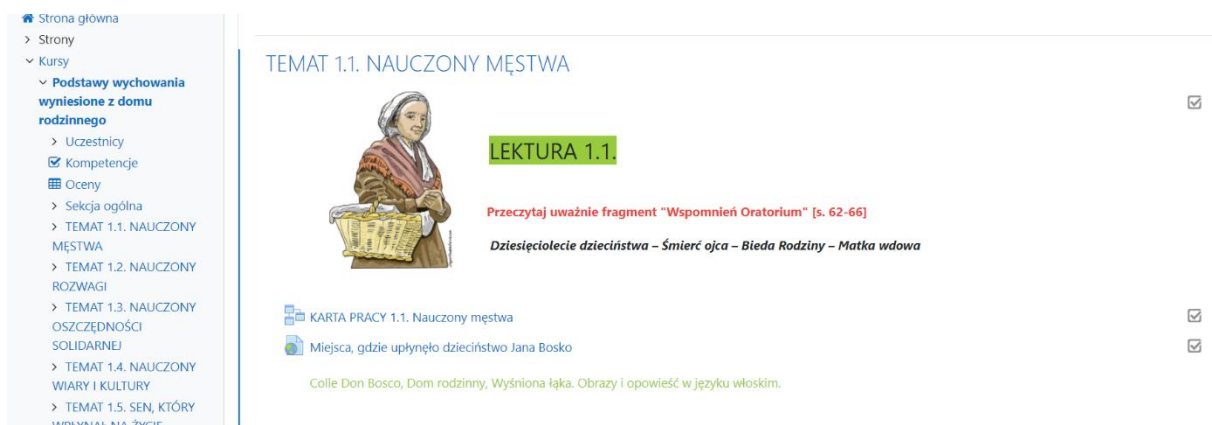 Strona główna
Strony
Kursy
Podstawy wychowania
wyniesione z domu
rodzinnego
Uczestnicy
Kompetencje
Oceny
Sekcja ogólna
TEMAT 1.1. NAUCZONY
MĘSTWA
TEMAT 1.2. NAUCZONY
ROZWAGI
TEMAT 1.3. NAUCZONY
OSZCZĘDNOŚCI
SOLIDARNEJ
TEMAT 1.4. NAUCZONY
WIARY I KULTURY
TEMAT 1.5. SEN, KTÓRY
WPŁYNĄŁ NA ŻYCIE
TEMAT 1.1. NAUCZONY MĘSTWA
LEKTURA 1.1.
Przeczytaj uważnie fragment "Wspomnień Oratorium" [s. 62-66]
Dziesięciolecie dzieciństwa – Śmierć ojca – Bieda Rodziny – Matka wdowa
KARTA PRACY 1.1. Nauczony męstwa
Miejsca, gdzie upłynęło dzieciństwo Jana Bosko
Colle Don Bosco, Dom rodzinny, Wyśniona łąka. Obrazy i opowieść w języku włoskim.